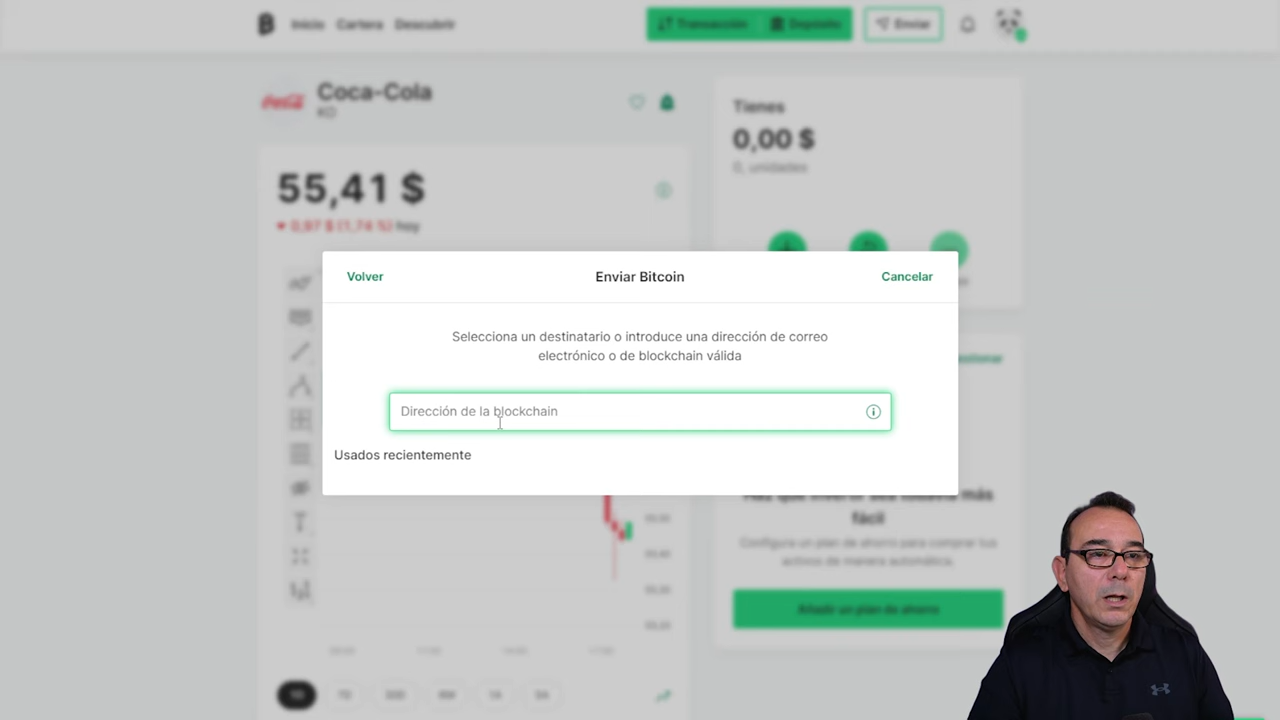 Inicio Cartera Descubrir Transacción Depósito Enviar
Coca-Cola
KO
55,41 $
0,97 $ (1,74 %) hoy
Tienes
0,00 $
0, unidades
Volver
Enviar Bitcoin
Cancelar
Selecciona un destinatario o introduce una dirección de correo
electrónico o de blockchain válida
Dirección de la blockchain
Usados recientemente
más
fácil
Configura un plan de ahorro para comprar tus
activos de manera automática.
Añadir un plan de ahorro